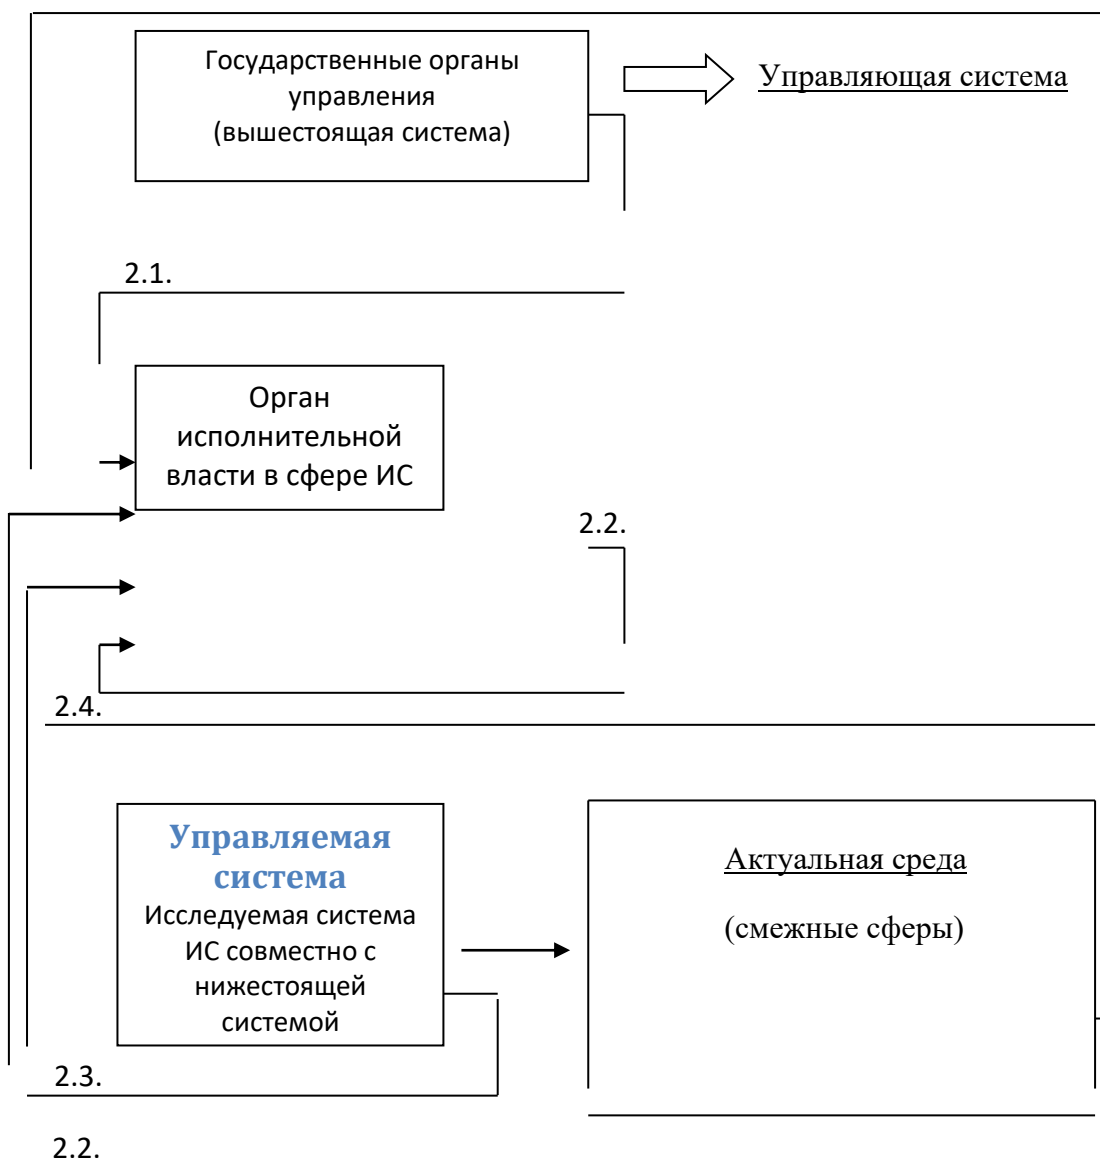 Государственные органы
управления
(вышестоящая система)
Управляющая система
2.1.
Орган
исполнительной
власти в сфере ИС
2.2.
2.4.
Управляемая
система
Исследуемая система
ИС совместно с
нижестоящей
системой
Актуальная среда
(смежные сферы)
2.3.
2.2.